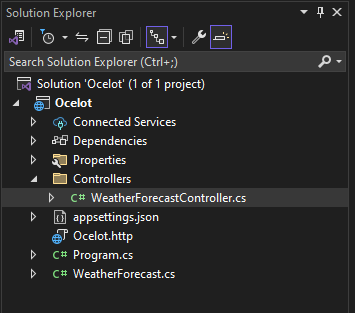 Solution Explorer
Search Solution Explorer (Ctrl+;)
Solution 'Ocelot' (1 of 1 project)
Ocelot
Connected Services
Dependencies
Properties
Controllers
C# WeatherForecastController.cs
appsettings.json
Ocelot.http
C# Program.cs
C# WeatherForecast.cs